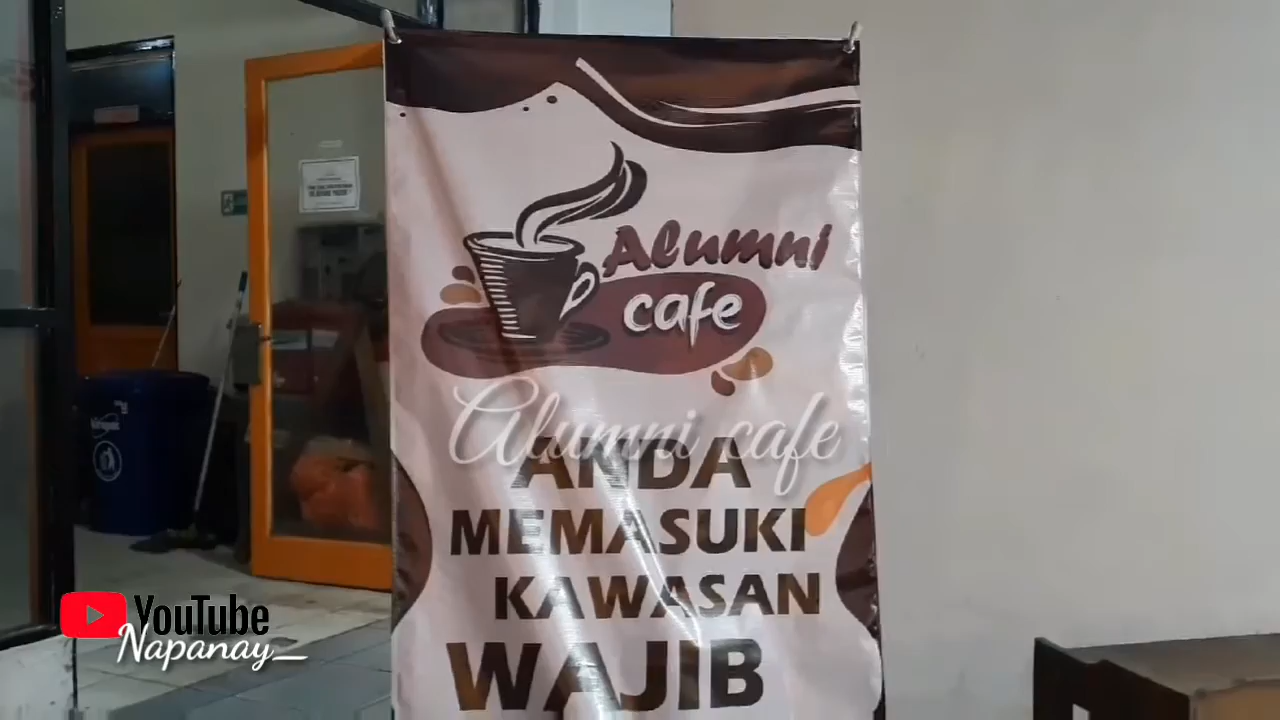 Alumni
cafe
Alumni cafe
ANDA
MEMASUKI
KAWASAN
WAJIB
YouTube
Napanay_